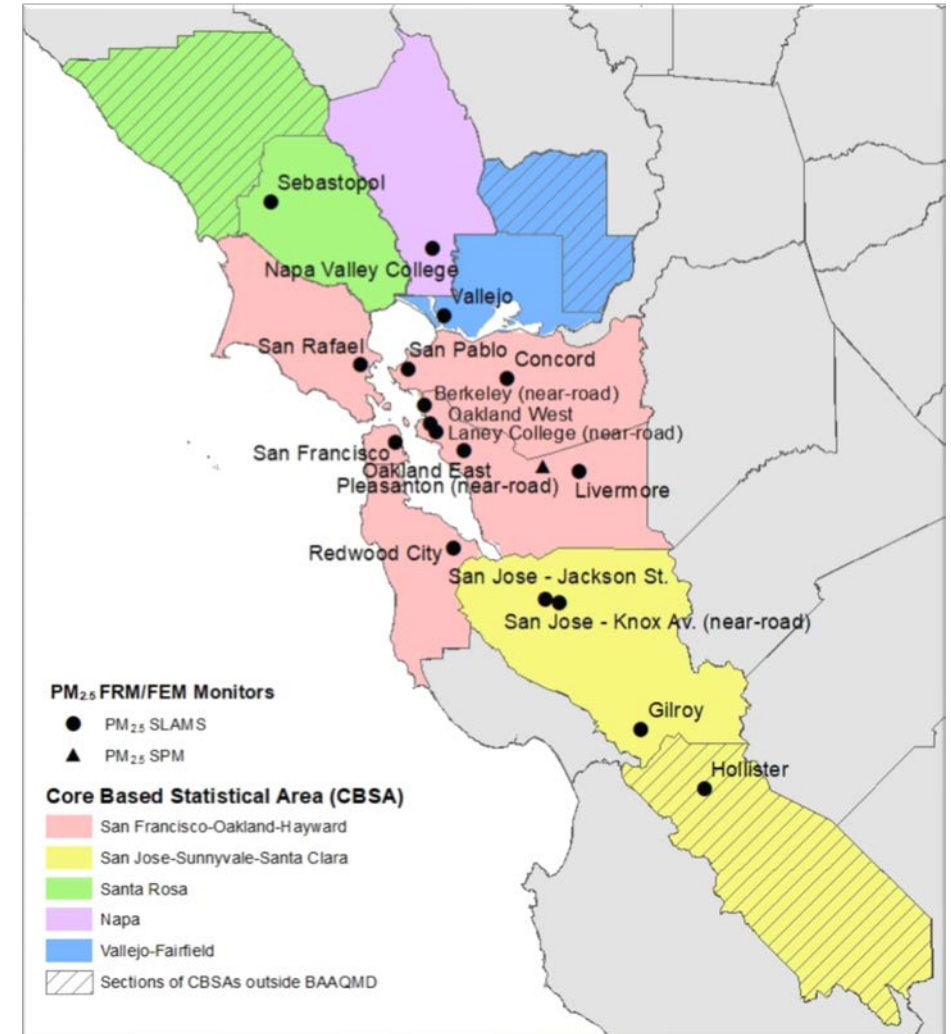 Sebastopol
Napa Valley College
Vallejo
San Rafael
San Pablo
Concord
Berkeley (near-road)
Oakland West
Laney College (near-road)
San Francisco
Oakland East
Pleasanton (near-road)
Livermore
Redwood City
San Jose - Jackson St.
San Jose - Knox Av. (near-road)
Gilroy
Hollister
PM2.5 FRM/FEM Monitors
PM2.5 SLAMS
PM2.5 SPM
Core Based Statistical Area (CBSA)
San Francisco-Oakland-Hayward
San Jose-Sunnyvale-Santa Clara
Santa Rosa
Napa
Vallejo-Fairfield
Sections of CBSAs outside BAAQMD